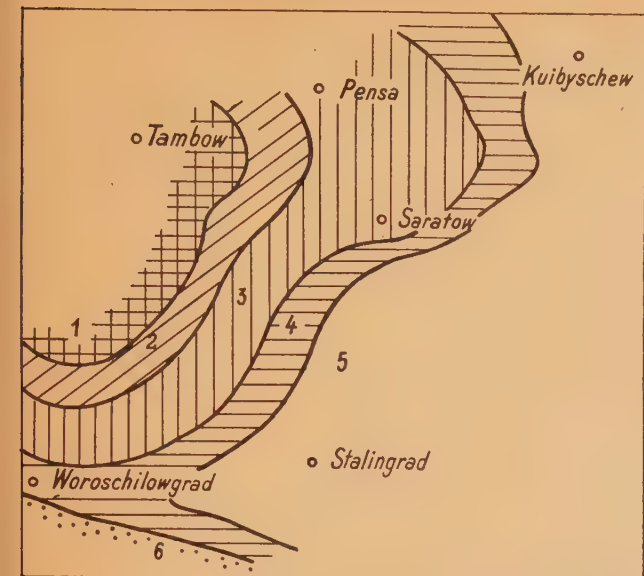 Kuibyschew
Pensa
Tambow
Saratow
3
1
2
4
5
Stalingrad
Woroschilowgrad
6